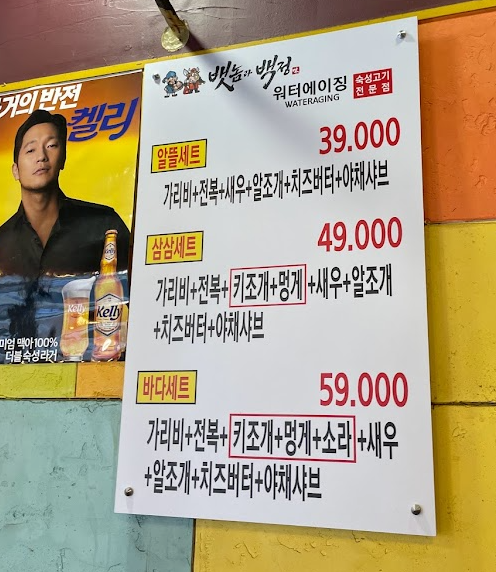 거의 반전
켈리
Kelly
Kelly
미엄 맥아 100%
더블 숙성 라거
뱃놈과 백정
워터에이징
WATERAGING
숙성고기
전문점
알뜰세트
39.000
가리비+전복+새우+알조개+치즈버터+야채샤브
삼삼세트
49.000
가리비+전복+키조개+멍게+새우+알조개
+치즈버터+야채샤브
바다세트
59.000
가리비+전복+키조개+멍게+소라+새우
+알조개+치즈버터+야채샤브